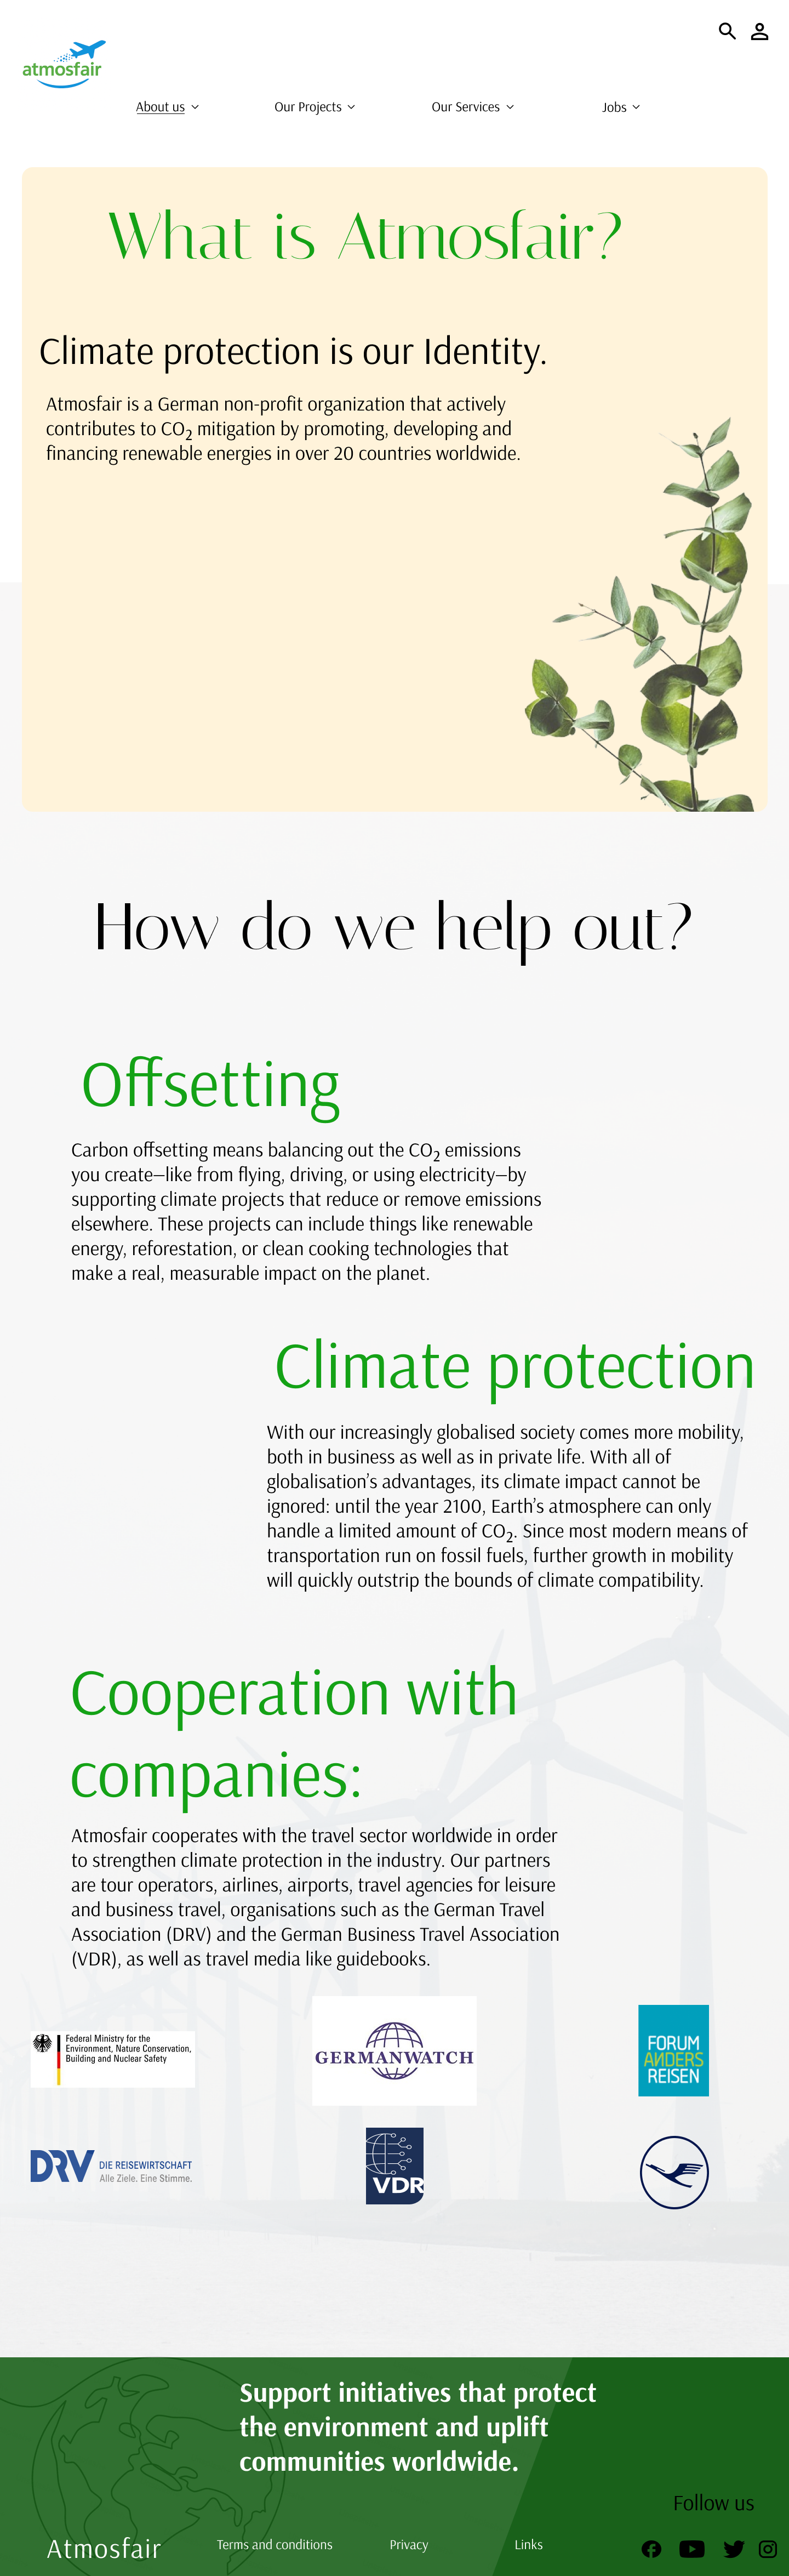 atmosfair
About us
Our Projects
Our Services
Jobs
What is Atmosfair?
Climate protection is our Identity.
Atmosfair is a German non-profit organization that actively
contributes to CO₂ mitigation by promoting, developing and
financing renewable energies in over 20 countries worldwide.
How do we help out?
Offsetting
Carbon offsetting means balancing out the CO₂ emissions
you create—like from flying, driving, or using electricity—by
supporting climate projects that reduce or remove emissions
elsewhere. These projects can include things like renewable
energy, reforestation, or clean cooking technologies that
make a real, measurable impact on the planet.
Climate protection
With our increasingly globalised society comes more mobility,
both in business as well as in private life. With all of
globalisation’s advantages, its climate impact cannot be
ignored: until the year 2100, Earth’s atmosphere can only
handle a limited amount of CO₂. Since most modern means of
transportation run on fossil fuels, further growth in mobility
will quickly outstrip the bounds of climate compatibility.
Cooperation with
companies:
Atmosfair cooperates with the travel sector worldwide in order
to strengthen climate protection in the industry. Our partners
are tour operators, airlines, airports, travel agencies for leisure
and business travel, organisations such as the German Travel
Association (DRV) and the German Business Travel Association
(VDR), as well as travel media like guidebooks.
Federal Ministry for the
Environment, Nature Conservation,
Building and Nuclear Safety
GERMANWATCH
FORUM
ANDERS
REISEN
DRV DIE REISEWIRTSCHAFT
Alle Ziele. Eine Stimme.
VDR
Support initiatives that protect
the environment and uplift
communities worldwide.
Follow us
Atmosfair
Terms and conditions
Privacy
Links